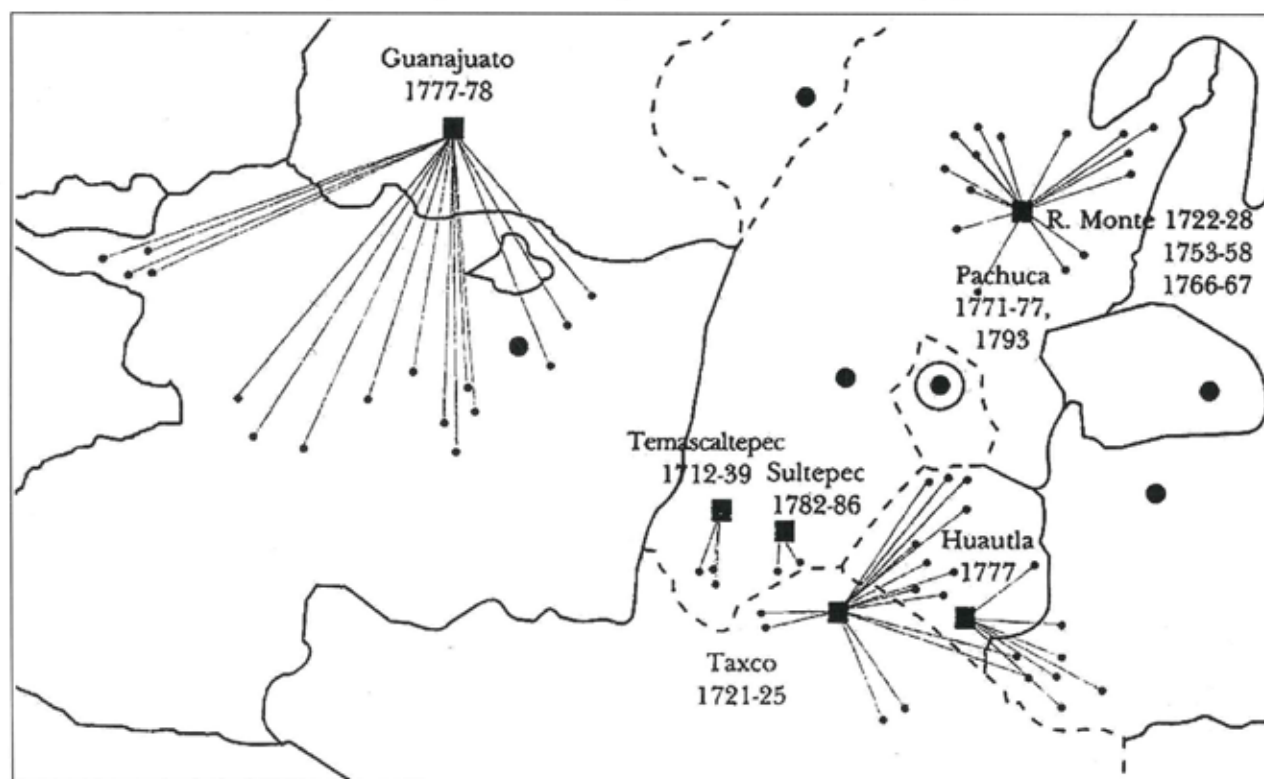 Guanajuato
1777-78
R. Monte 1722-28
1753-58
1766-67
Pachuca
1771-77,
1793
Temascaltepec
1712-39
Sultepec
1782-86
Huautla
1777
Taxco
1721-25